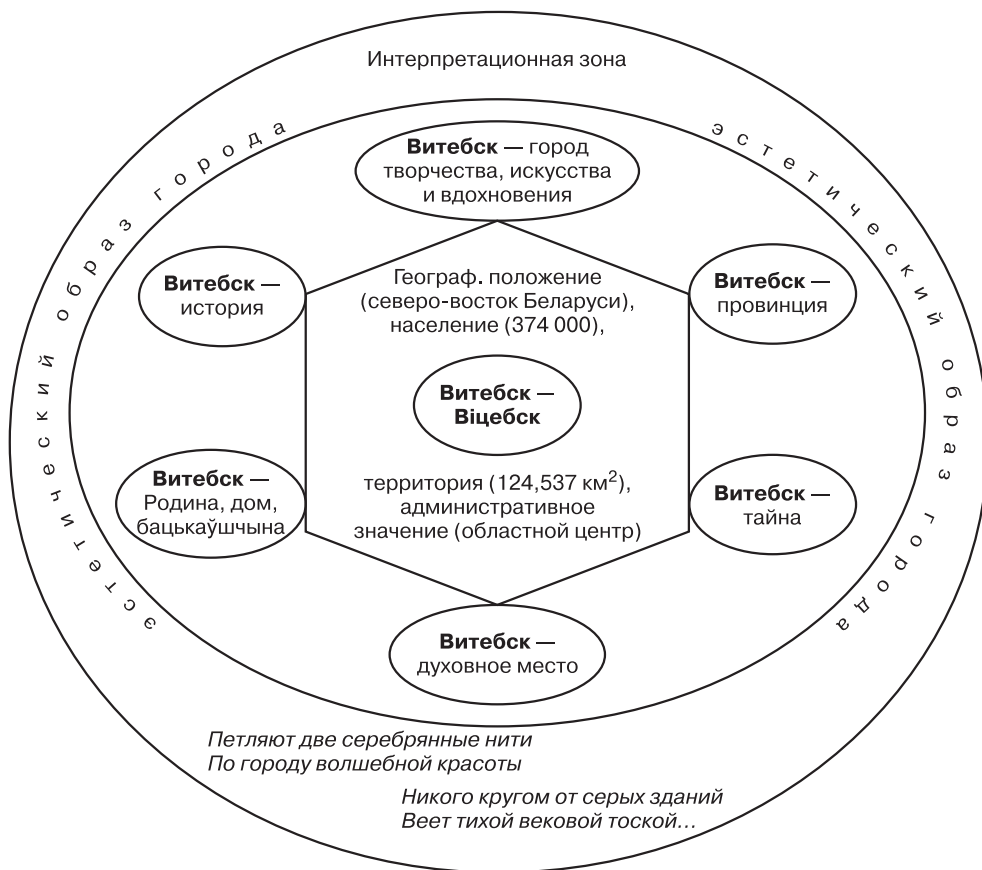 Интерпретационная зона
эстетический образ города
эстетический образ города
Витебск — город
творчества, искусства
и вдохновения
Витебск —
история
Географ. положение
(северо-восток Беларуси),
население (374 000),
Витебск —
провинция
Витебск —
Віцебск
Витебск —
Родина, дом,
бацькаўшчына
территория (124,537 км²),
административное
значение (областной центр)
Витебск —
тайна
Витебск —
духовное место
Петляют две серебрянные нити
По городу волшебной красоты
Никого кругом от серых зданий
Веет тихой вековой тоской…